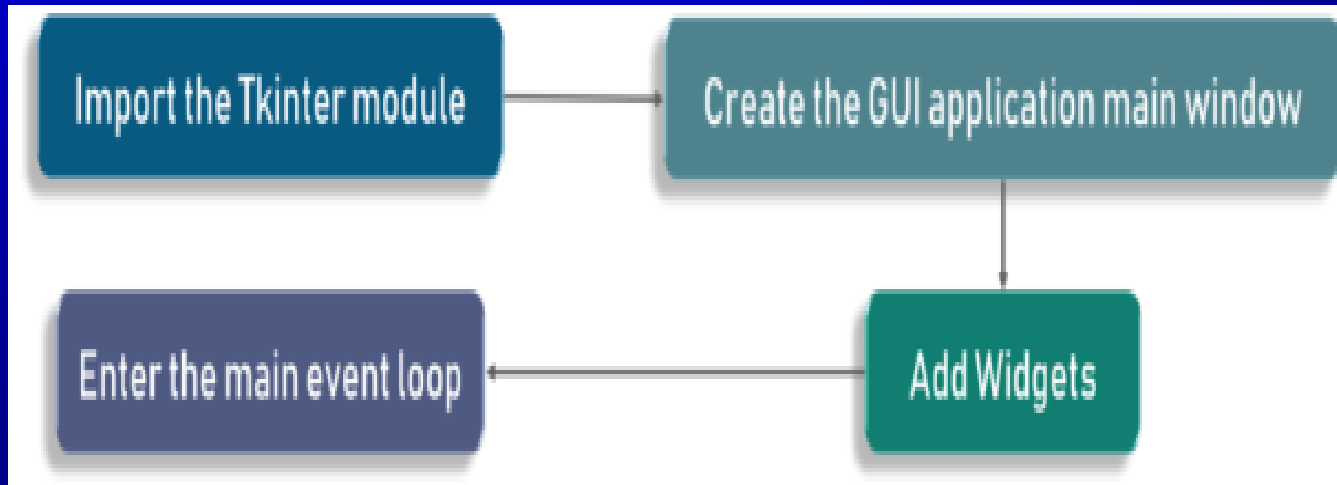 Import the Tkinter module
Create the GUI application main window
Add Widgets
Enter the main event loop